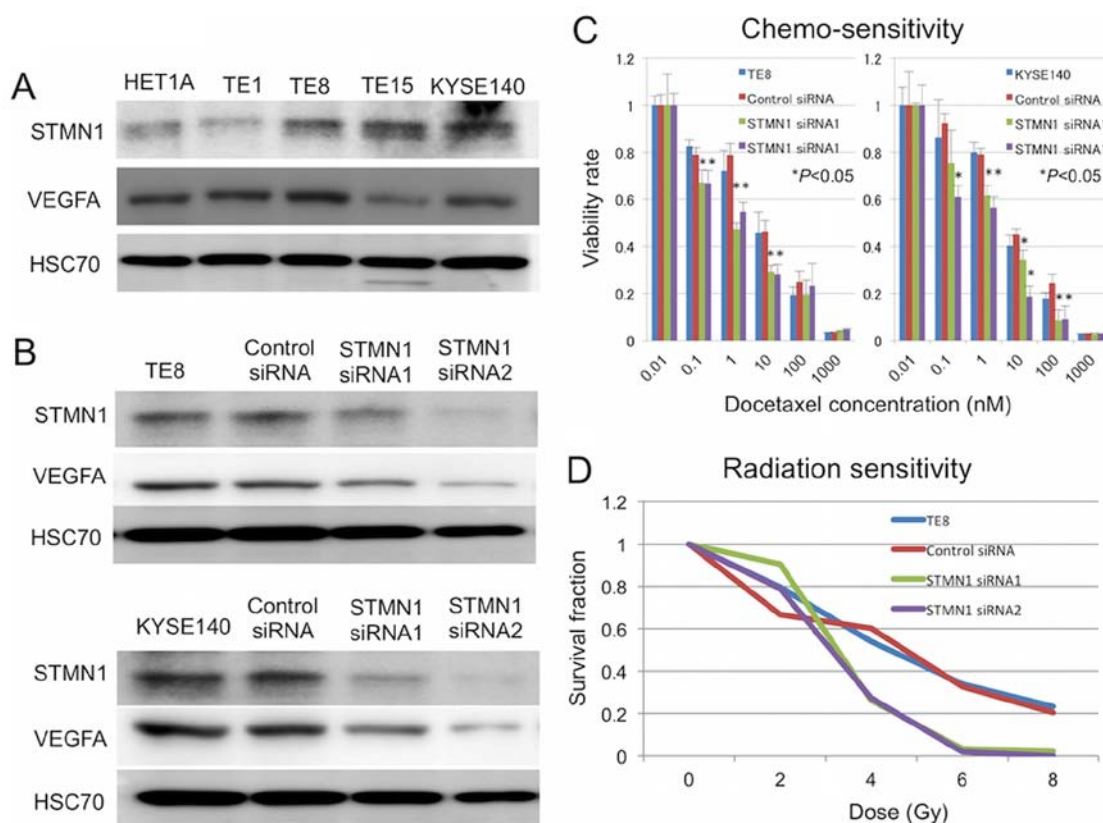 A
HET1A TE1 TE8 TE15 KYSE140
STMN1
VEGFA
HSC70
B
TE8 Control siRNA STMN1 siRNA1 STMN1 siRNA2
STMN1
VEGFA
HSC70
KYSE140 Control siRNA STMN1 siRNA1 STMN1 siRNA2
STMN1
VEGFA
HSC70
C Chemo-sensitivity
Viability rate
1.2
1
0.8
0.6
0.4
0.2
0
TE8
Control siRNA
STMN1 siRNA1
STMN1 siRNA1
*P<0.05
** ** **
0.01 0.1 1 10 100 1000
1.2
1
0.8
0.6
0.4
0.2
0
KYSE140
Control siRNA
STMN1 siRNA1
STMN1 siRNA1
*P<0.05
* ** * * **
0.01 0.1 1 10 100 1000
Docetaxel concentration (nM)
D Radiation sensitivity
Survival fraction
1.2
1
0.8
0.6
0.4
0.2
0
TE8
Control siRNA
STMN1 siRNA1
STMN1 siRNA2
0 2 4 6 8
Dose (Gy)